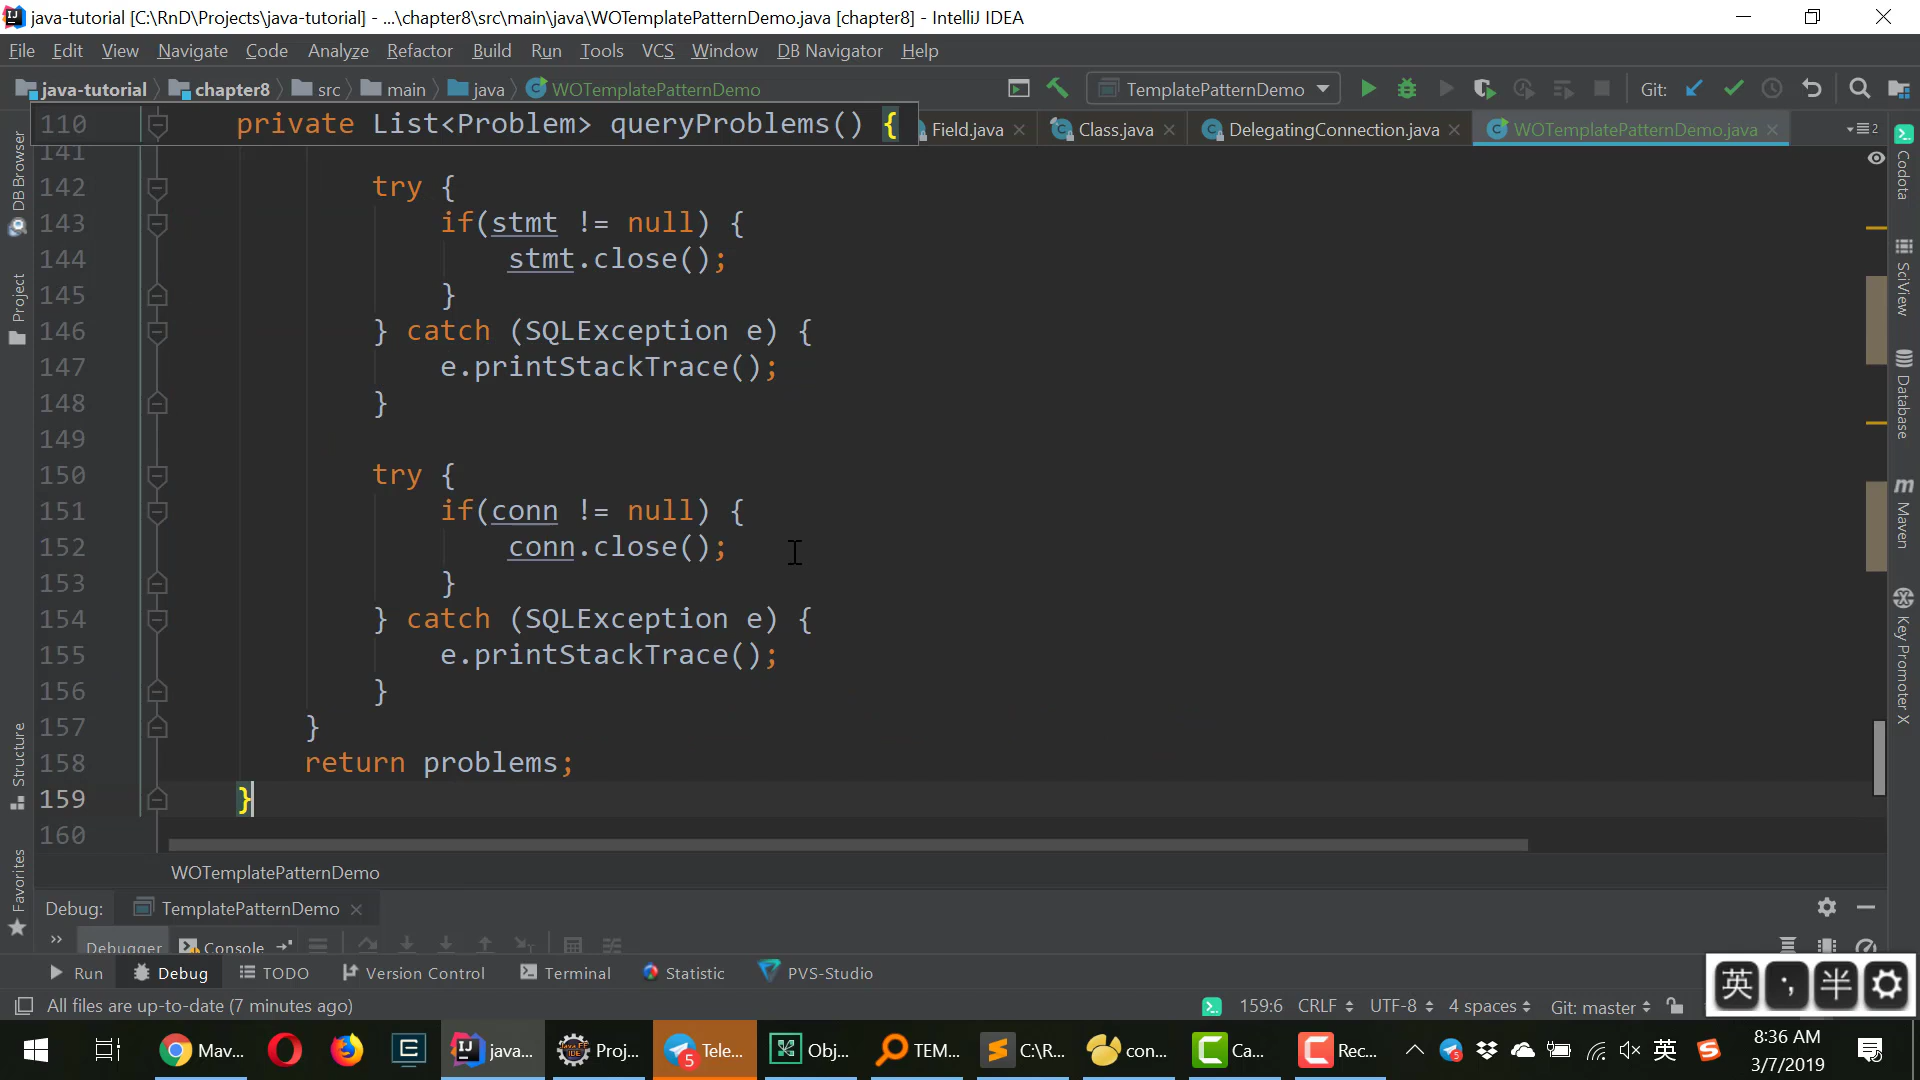 java-tutorial [C:\RnD\Projects\java-tutorial] - ...\chapter8\src\main\java\WOTemplatePatternDemo.java [chapter8] - IntelliJ IDEA
File Edit View Navigate Code Analyze Refactor Build Run Tools VCS Window DB Navigator Help
java-tutorial chapter8 src main java WOTemplatePatternDemo TemplatePatternDemo Git:
110 private List<Problem> queryProblems() {
Field.java Class.java DelegatingConnection.java WOTemplatePatternDemo.java 2
141
142 try {
143 if(stmt != null) {
144 stmt.close();
145 }
146 } catch (SQLException e) {
147 e.printStackTrace();
148 }
149
150 try {
151 if(conn != null) {
152 conn.close();
153 }
154 } catch (SQLException e) {
155 e.printStackTrace();
156 }
157 }
158 return problems;
159 }
160
WOTemplatePatternDemo
DB Browser
Project
Structure
Favorites
Codota
SciView
Database
Maven
Key Promoter X
Debug: TemplatePatternDemo
Debugger Console
Run Debug TODO Version Control Terminal Statistic PVS-Studio
英 半
All files are up-to-date (7 minutes ago) 159:6 CRLF UTF-8 4 spaces Git: master
Mav... java... Proj... 5 Tele... Obj... TEM... C:\R... con... Ca... Rec... 英
8:36 AM
3/7/2019